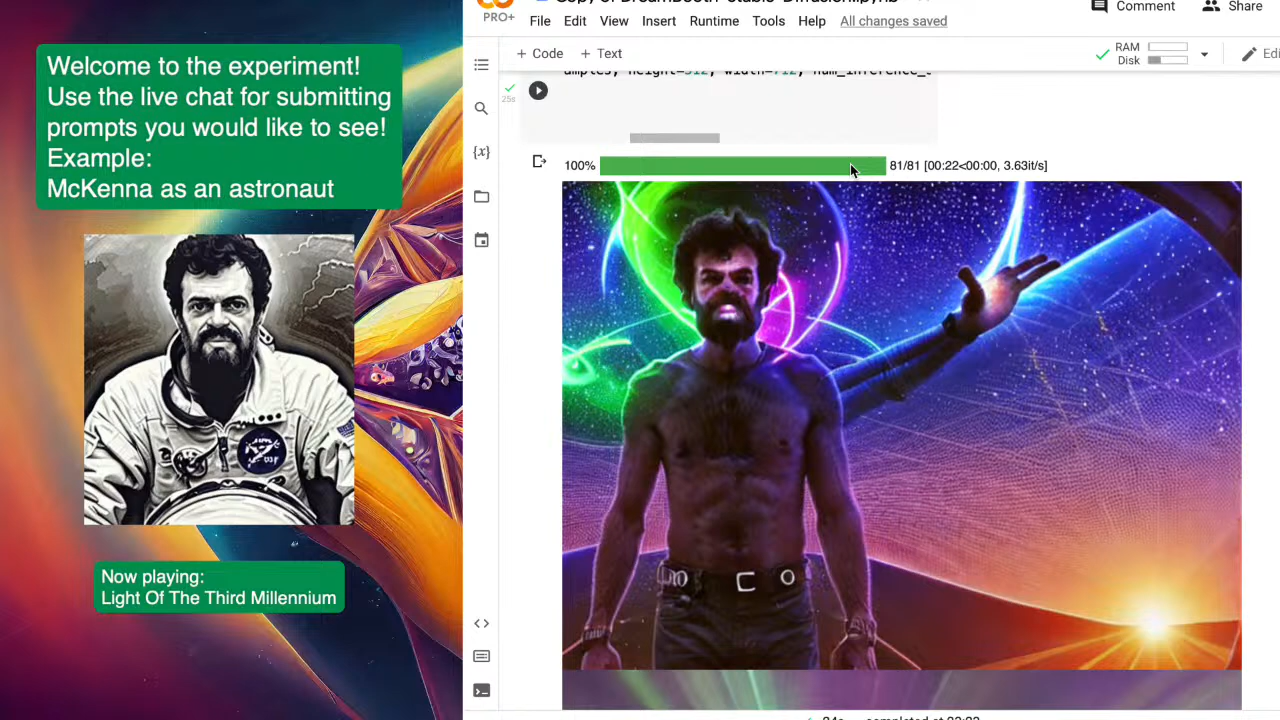 Welcome to the experiment!
Use the live chat for submitting
prompts you would like to see!
Example:
McKenna as an astronaut
Now playing:
Light Of The Third Millennium
PRO+
File Edit View Insert Runtime Tools Help All changes saved
Comment Share
+ Code + Text
RAM
Disk
25s
{x}
100% 81/81 [00:22<00:00, 3.63it/s]